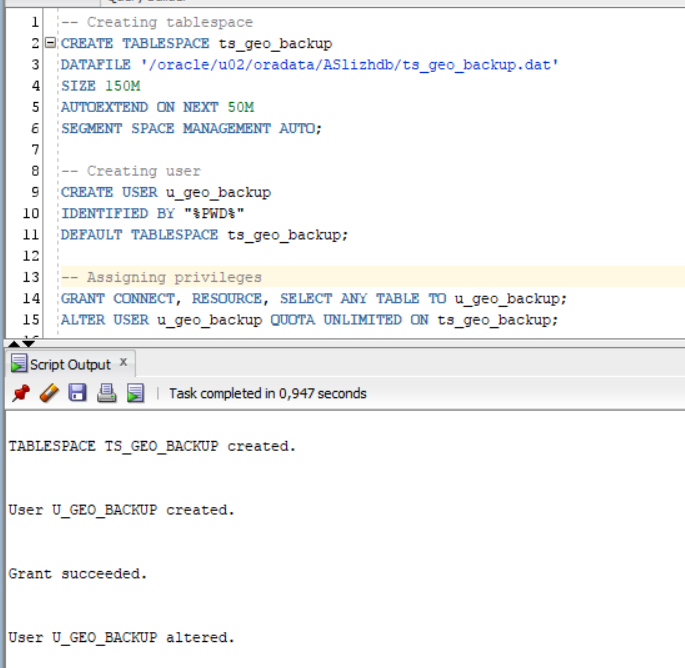 1 -- Creating tablespace
2 CREATE TABLESPACE ts_geo_backup
3 DATAFILE '/oracle/u02/oradata/ASlizhdb/ts_geo_backup.dat'
4 SIZE 150M
5 AUTOEXTEND ON NEXT 50M
6 SEGMENT SPACE MANAGEMENT AUTO;
7
8 -- Creating user
9 CREATE USER u_geo_backup
10 IDENTIFIED BY "%PWD%"
11 DEFAULT TABLESPACE ts_geo_backup;
12
13 -- Assigning privileges
14 GRANT CONNECT, RESOURCE, SELECT ANY TABLE TO u_geo_backup;
15 ALTER USER u_geo_backup QUOTA UNLIMITED ON ts_geo_backup;
Script Output x
Task completed in 0,947 seconds
TABLESPACE TS_GEO_BACKUP created.
User U_GEO_BACKUP created.
Grant succeeded.
User U_GEO_BACKUP altered.